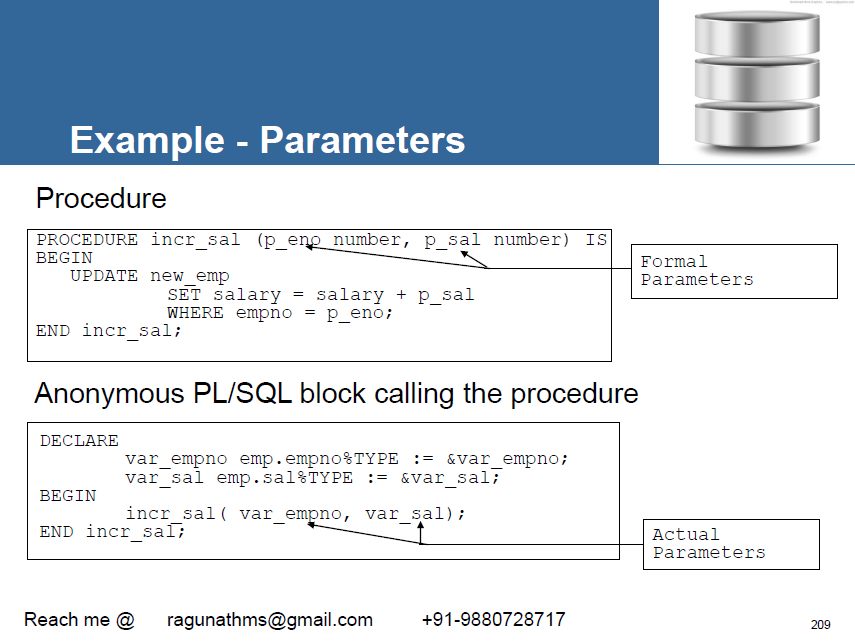 Example - Parameters
Procedure
PROCEDURE incr_sal (p_eno number, p_sal number) IS
BEGIN
UPDATE new_emp
SET salary = salary + p_sal
WHERE empno = p_eno;
END incr_sal;
Formal
Parameters
Anonymous PL/SQL block calling the procedure
DECLARE
var_empno emp.empno%TYPE := &var_empno;
var_sal emp.sal%TYPE := &var_sal;
BEGIN
incr_sal( var_empno, var_sal);
END incr_sal;
Actual
Parameters
Reach me @ ragunathms@gmail.com +91-9880728717
209